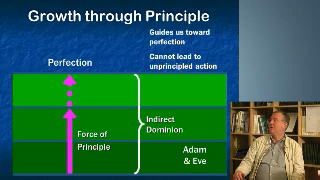 Growth through Principle
Guides us toward
perfection
Cannot lead to
unprincipled action
Perfection
Force of
Principle
Indirect
Dominion
Adam
& Eve